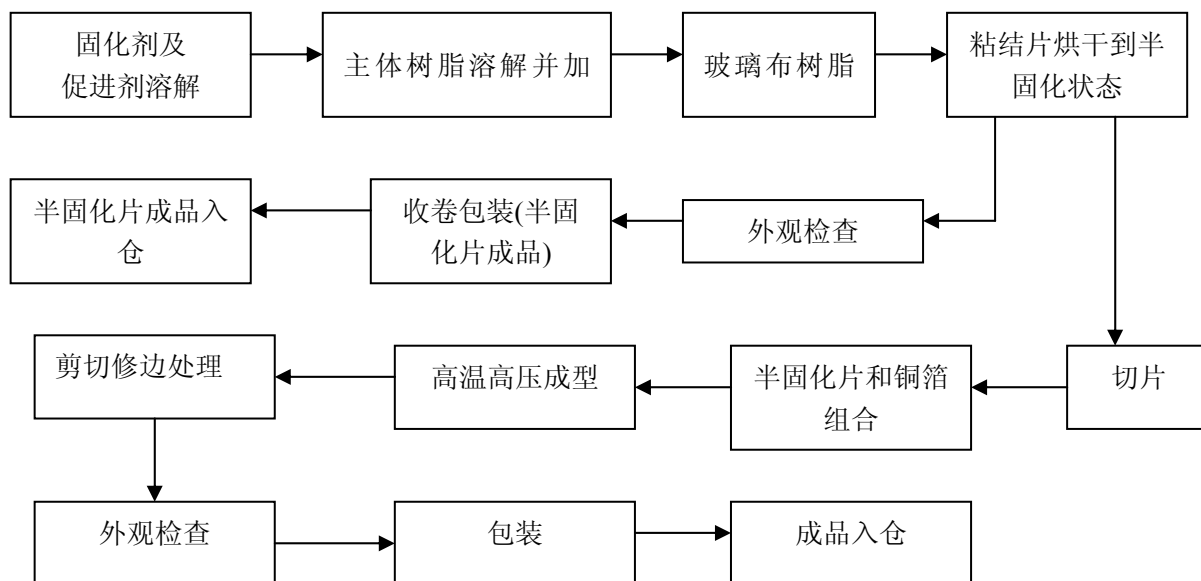 固化剂及
促进剂溶解
主体树脂溶解并加
玻璃布树脂
粘结片烘干到半
固化状态
半固化片成品入
仓
收卷包装(半固
化片成品)
外观检查
剪切修边处理
高温高压成型
半固化片和铜箔
组合
切片
外观检查
包装
成品入仓